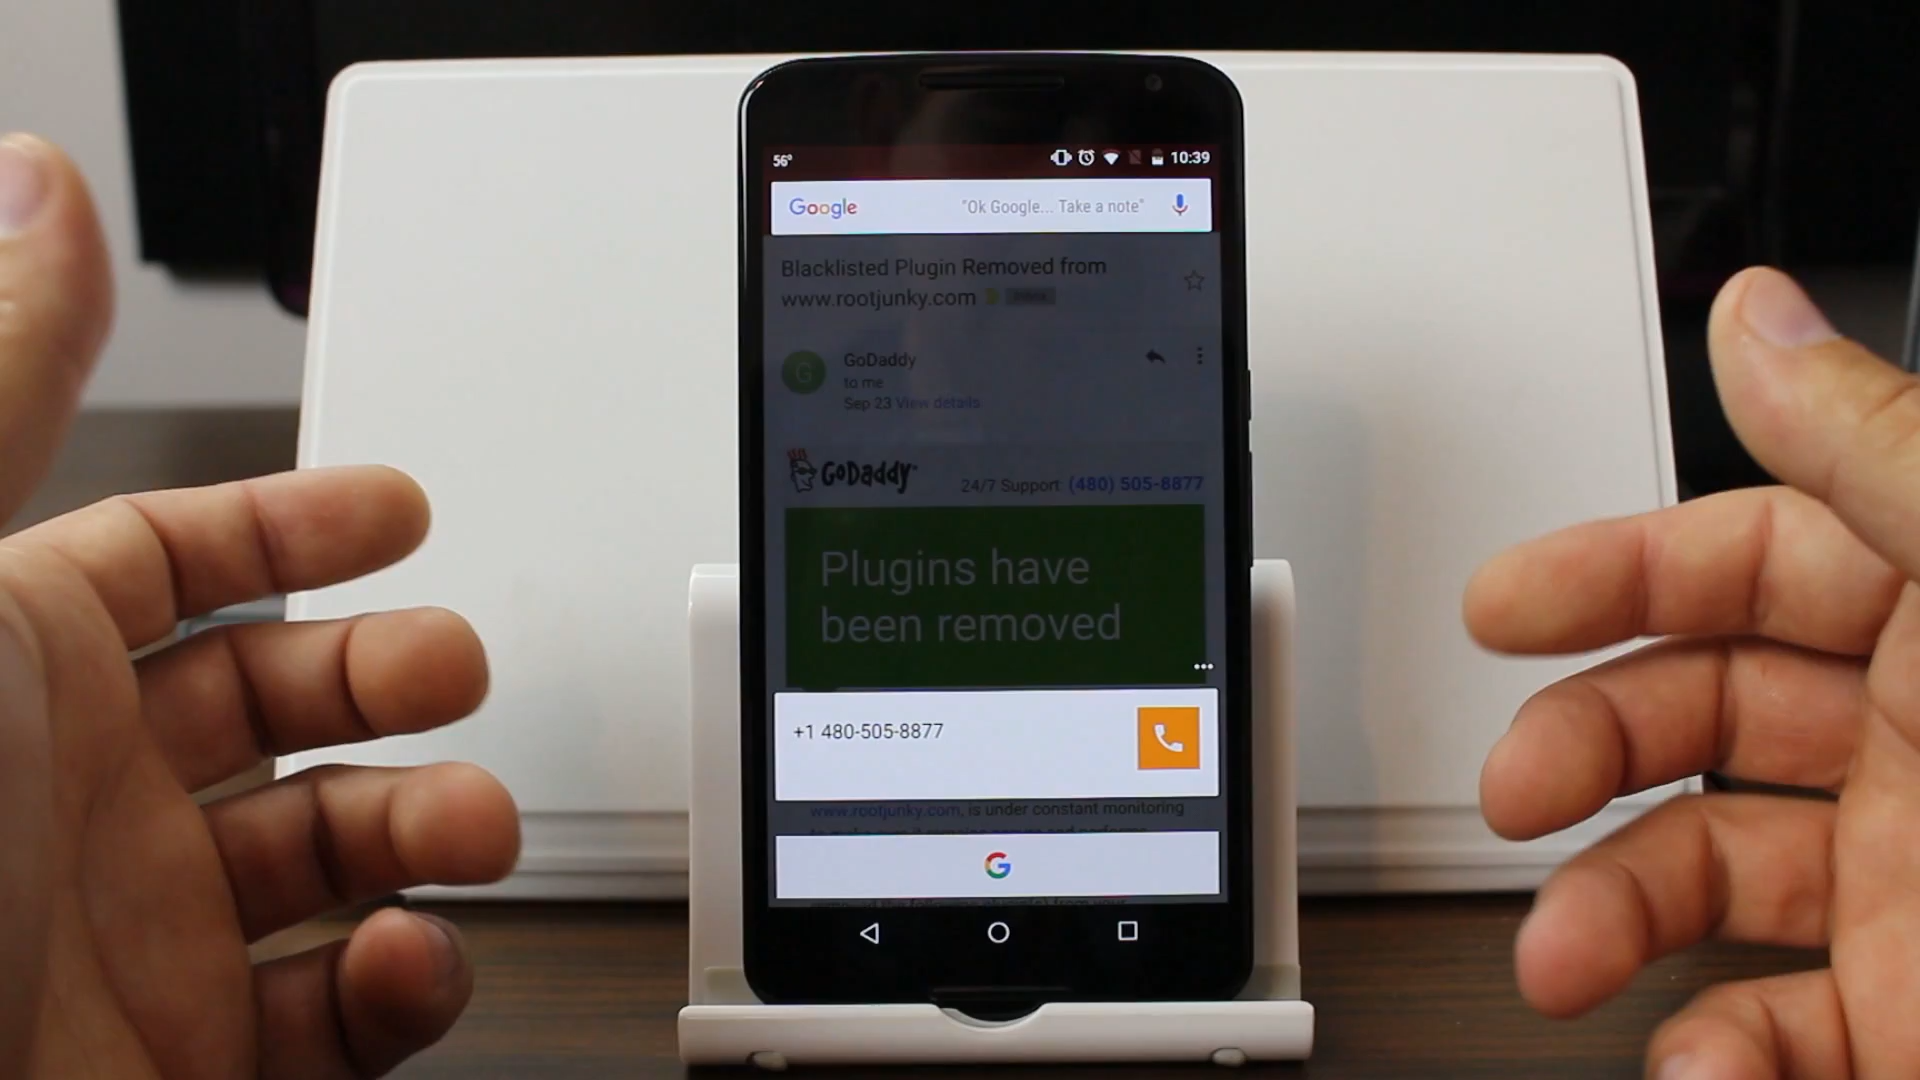 56° 10:39
Google "Ok Google... Take a note"
Blacklisted Plugin Removed from
www.rootjunky.com Inbox
G GoDaddy
to me
Sep 23 View details
GoDaddy™ 24/7 Support (480) 505-8877
Plugins have
been removed
+1 480-505-8877
www.rootjunky.com, is under constant monitoring
G